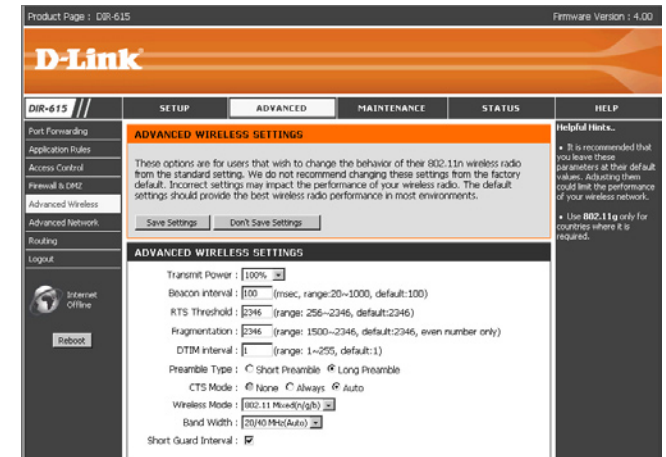 Product Page : DIR-615
Firmware Version : 4.00
D-Link
DIR-615
SETUP
ADVANCED
MAINTENANCE
STATUS
HELP
Port Forwarding
Application Rules
Access Control
Firewall & DMZ
Advanced Wireless
Advanced Network
Routing
Logout
Internet
Offline
Reboot
ADVANCED WIRELESS SETTINGS
These options are for users that wish to change the behavior of their 802.11n wireless radio
from the standard setting. We do not recommend changing these settings from the factory
default. Incorrect settings may impact the performance of your wireless radio. The default
settings should provide the best wireless radio performance in most environments.
Save Settings
Don't Save Settings
ADVANCED WIRELESS SETTINGS
Transmit Power : 100%
Beacon interval : 100 (msec, range:20~1000, default:100)
RTS Threshold : 2346 (range: 256~2346, default:2346)
Fragmentation : 2346 (range: 1500~2346, default:2346, even number only)
DTIM interval : 1 (range: 1~255, default:1)
Preamble Type : Short Preamble Long Preamble
CTS Mode : None Always Auto
Wireless Mode : 802.11 Mixed(n/g/b)
Band Width : 20/40 MHz(Auto)
Short Guard Interval :
Helpful Hints..
• It is recommended that
you leave these
parameters at their default
values. Adjusting them
could limit the performance
of your wireless network.
• Use 802.11g only for
countries where it is
required.